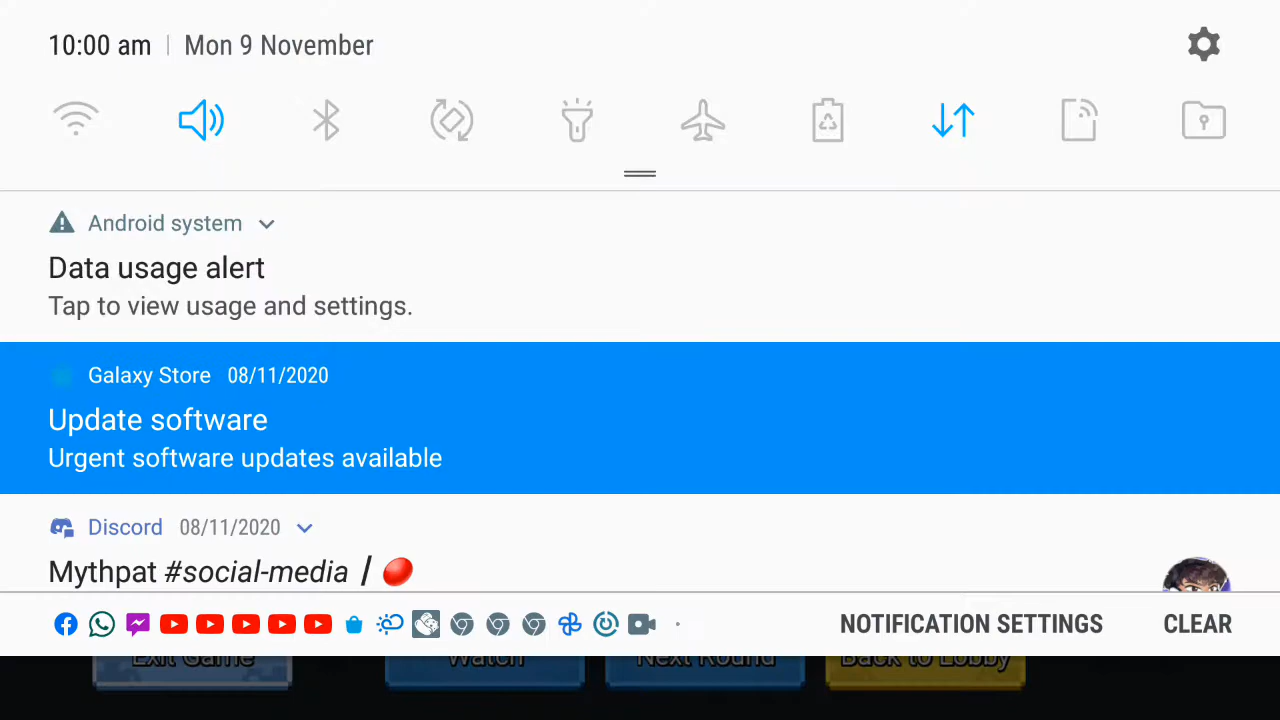 10:00 am | Mon 9 November
Android system
Data usage alert
Tap to view usage and settings.
Galaxy Store 08/11/2020
Update software
Urgent software updates available
Discord 08/11/2020
Mythpat #social-media /
NOTIFICATION SETTINGS CLEAR
Exit Game Watch Next Round Back to Lobby